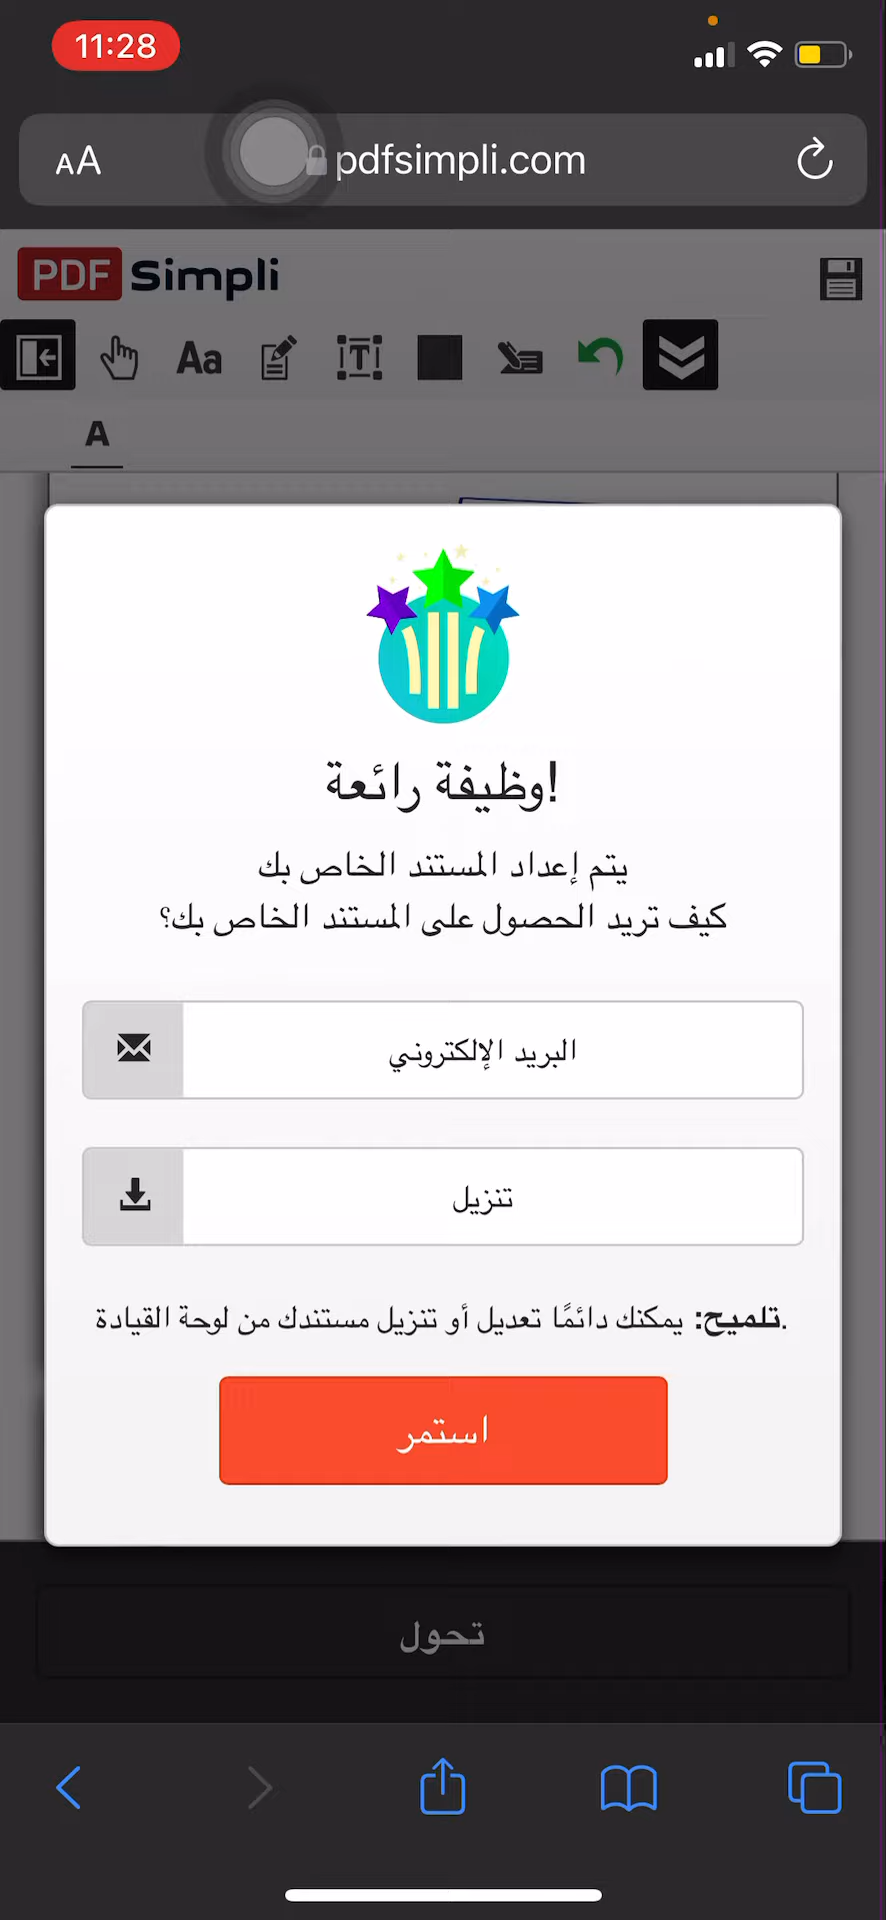 11:28
AA
pdfsimpli.com
PDF Simpli
Aa
T
A
وظيفة رائعة!
يتم إعداد المستند الخاص بك
كيف تريد الحصول على المستند الخاص بك؟
البريد الإلكتروني
تنزيل
تلميح: يمكنك دائمًا تعديل أو تنزيل مستندك من لوحة القيادة.
استمر
تحول